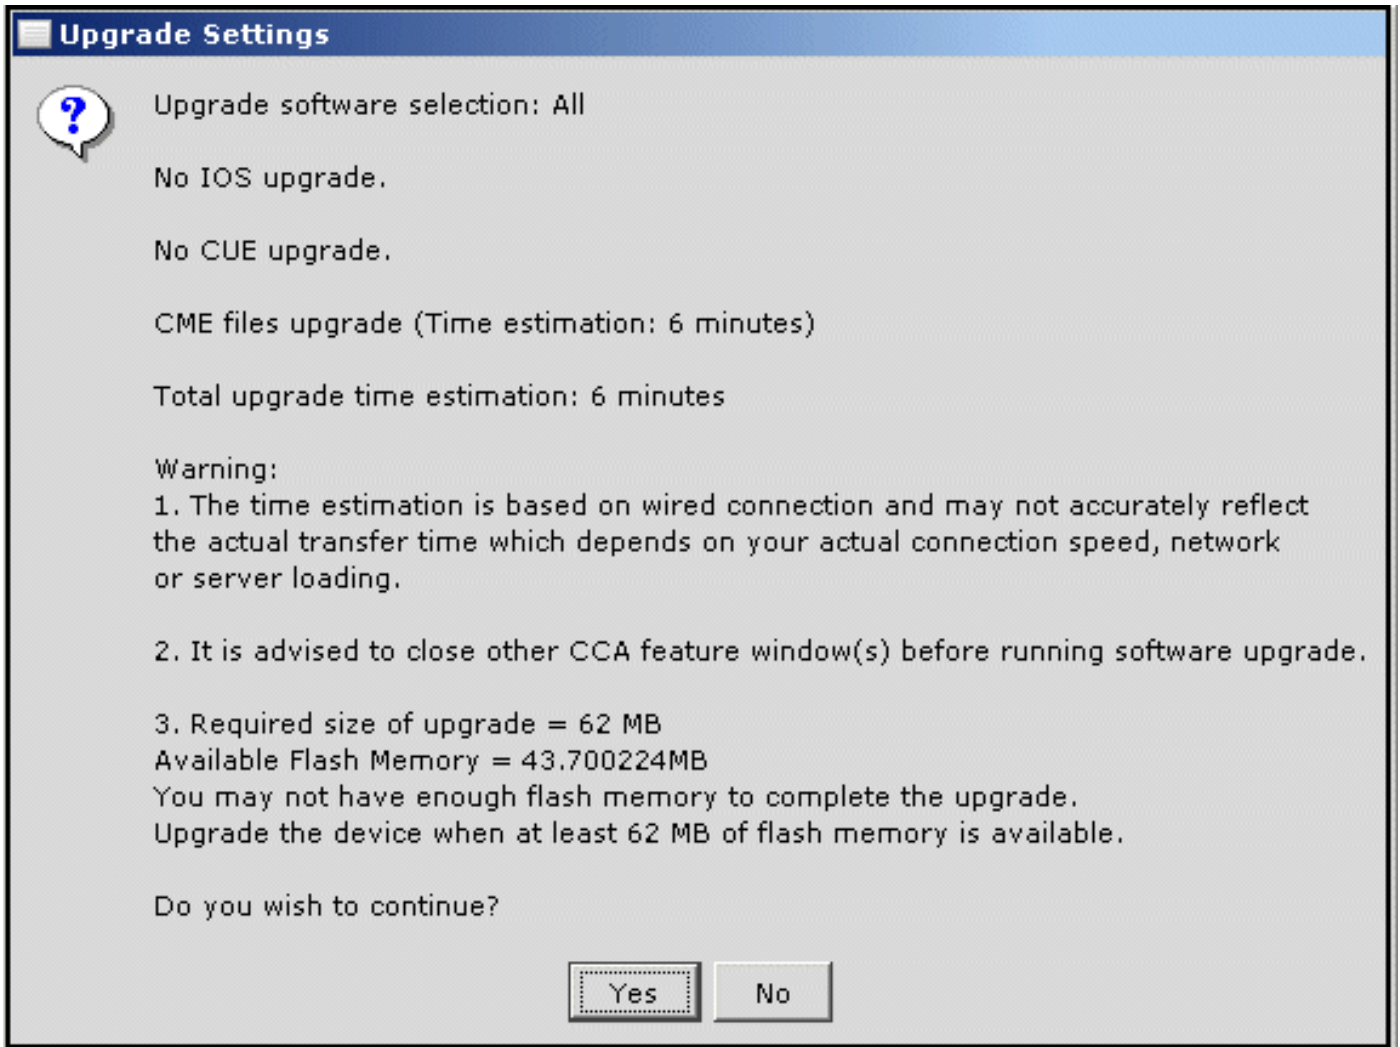 Upgrade Settings
?
Upgrade software selection: All
No IOS upgrade.
No CUE upgrade.
CME files upgrade (Time estimation: 6 minutes)
Total upgrade time estimation: 6 minutes
Warning:
1. The time estimation is based on wired connection and may not accurately reflect
the actual transfer time which depends on your actual connection speed, network
or server loading.
2. It is advised to close other CCA feature window(s) before running software upgrade.
3. Required size of upgrade = 62 MB
Available Flash Memory = 43.700224MB
You may not have enough flash memory to complete the upgrade.
Upgrade the device when at least 62 MB of flash memory is available.
Do you wish to continue?
Yes No